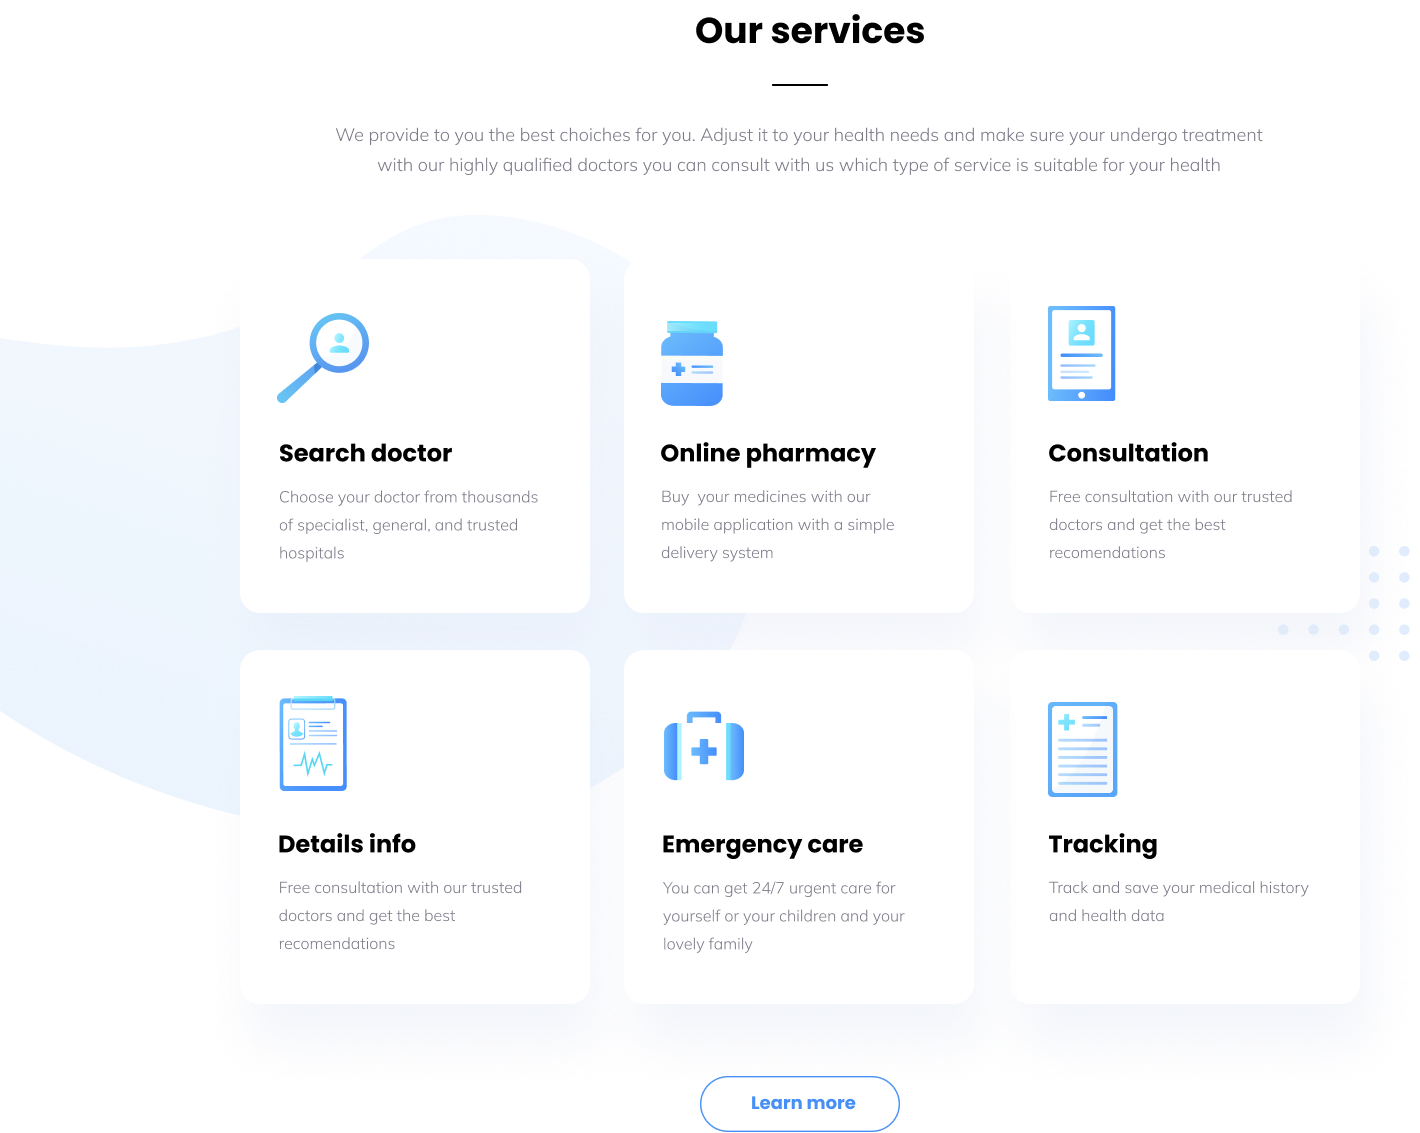 Our services
We provide to you the best choiches for you. Adjust it to your health needs and make sure your undergo treatment
with our highly qualified doctors you can consult with us which type of service is suitable for your health
Search doctor
Choose your doctor from thousands
of specialist, general, and trusted
hospitals
Online pharmacy
Buy  your medicines with our
mobile application with a simple
delivery system
Consultation
Free consultation with our trusted
doctors and get the best
recomendations
Details info
Free consultation with our trusted
doctors and get the best
recomendations
Emergency care
You can get 24/7 urgent care for
yourself or your children and your
lovely family
Tracking
Track and save your medical history
and health data
Learn more